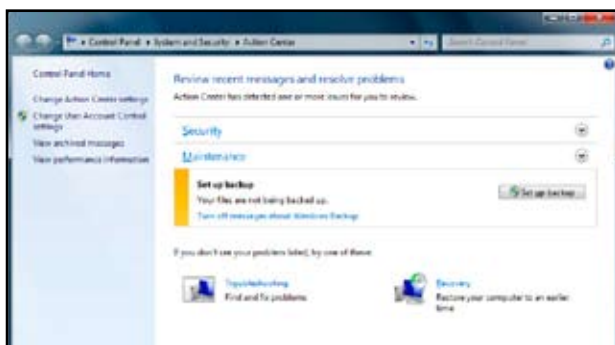 Control Panel ▸ System and Security ▸ Action Center
Search Control Panel
Control Panel Home
Change Action Center settings
Change User Account Control
settings
View archived messages
View performance information
Review recent messages and resolve problems
Action Center has detected one or more issues for you to review.
Security
Maintenance
Set up backup
Your files are not being backed up.
Turn off messages about Windows Backup
Set up backup
If you don't see your problem listed, try one of these:
Troubleshooting
Find and fix problems
Recovery
Restore your computer to an earlier
time